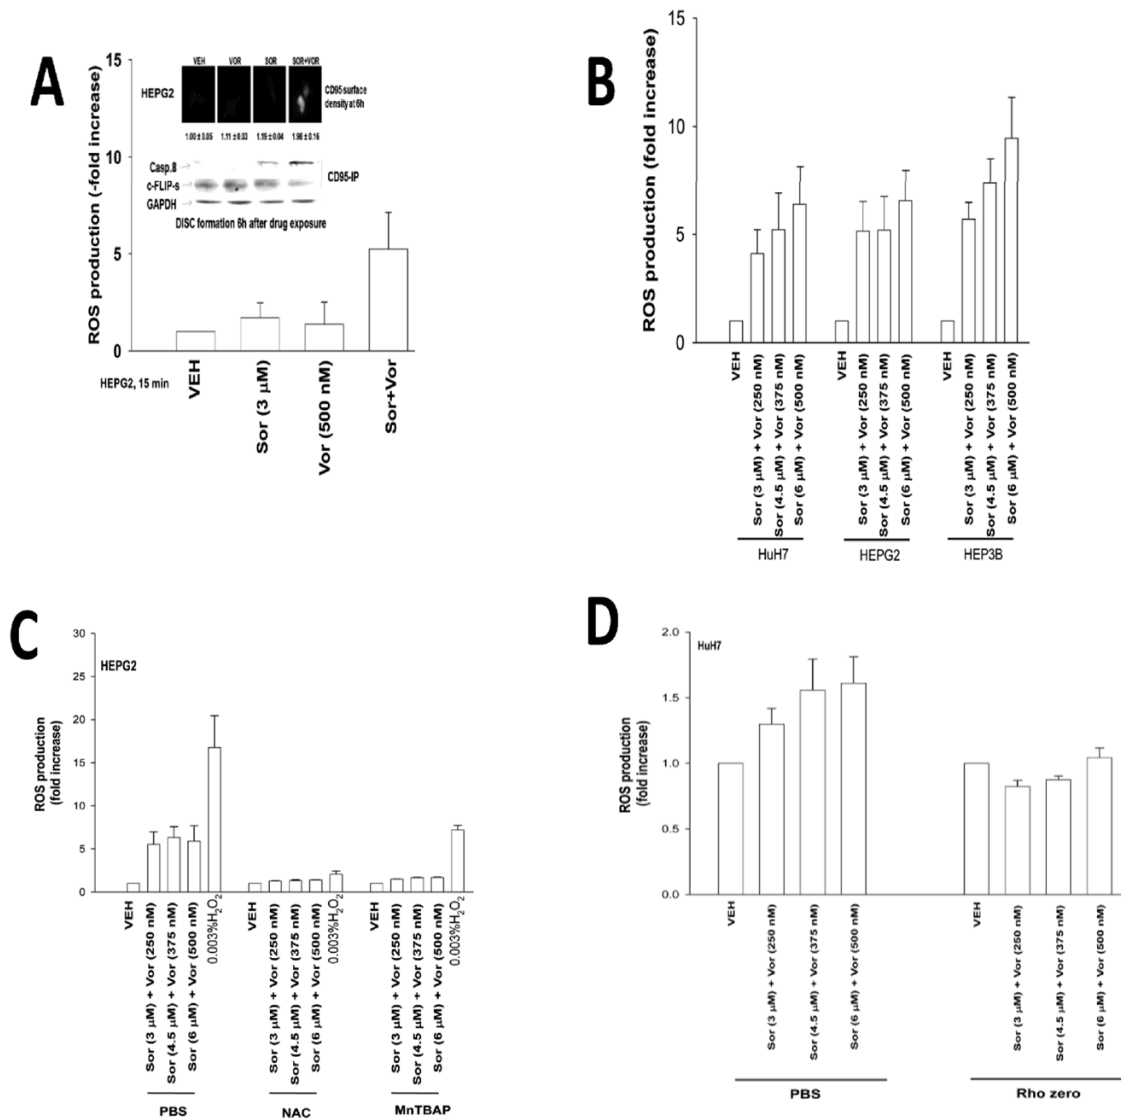 A
15
10
5
0
ROS production (-fold increase)
VEH
VOR
SOR
SOR+VOR
HEPG2
CD95 surface
density at 6h
1.00 ± 0.05
1.11 ± 0.03
1.19 ± 0.04
1.98 ± 0.16
Casp.8
c-FLIP-s
GAPDH
CD95-IP
DISC formation 6h after drug exposure
HEPG2, 15 min
VEH
Sor (3 μM)
Vor (500 nM)
Sor+Vor
B
15
10
5
0
ROS production (fold increase)
VEH
Sor (3 μM) + Vor (250 nM)
Sor (4.5 μM) + Vor (375 nM)
Sor (6 μM) + Vor (500 nM)
VEH
Sor (3 μM) + Vor (250 nM)
Sor (4.5 μM) + Vor (375 nM)
Sor (6 μM) + Vor (500 nM)
VEH
Sor (3 μM) + Vor (250 nM)
Sor (4.5 μM) + Vor (375 nM)
Sor (6 μM) + Vor (500 nM)
HuH7
HEPG2
HEP3B
C
30
25
20
15
10
5
0
ROS production
(fold increase)
HEPG2
VEH
Sor (3 μM) + Vor (250 nM)
Sor (4.5 μM) + Vor (375 nM)
Sor (6 μM) + Vor (500 nM)
0.003%H₂O₂
VEH
Sor (3 μM) + Vor (250 nM)
Sor (4.5 μM) + Vor (375 nM)
Sor (6 μM) + Vor (500 nM)
0.003%H₂O₂
VEH
Sor (3 μM) + Vor (250 nM)
Sor (4.5 μM) + Vor (375 nM)
Sor (6 μM) + Vor (500 nM)
0.003%H₂O₂
PBS
NAC
MnTBAP
D
2.0
1.5
1.0
0.5
0.0
ROS production
(fold increase)
HuH7
VEH
Sor (3 μM) + Vor (250 nM)
Sor (4.5 μM) + Vor (375 nM)
Sor (6 μM) + Vor (500 nM)
VEH
Sor (3 μM) + Vor (250 nM)
Sor (4.5 μM) + Vor (375 nM)
Sor (6 μM) + Vor (500 nM)
PBS
Rho zero